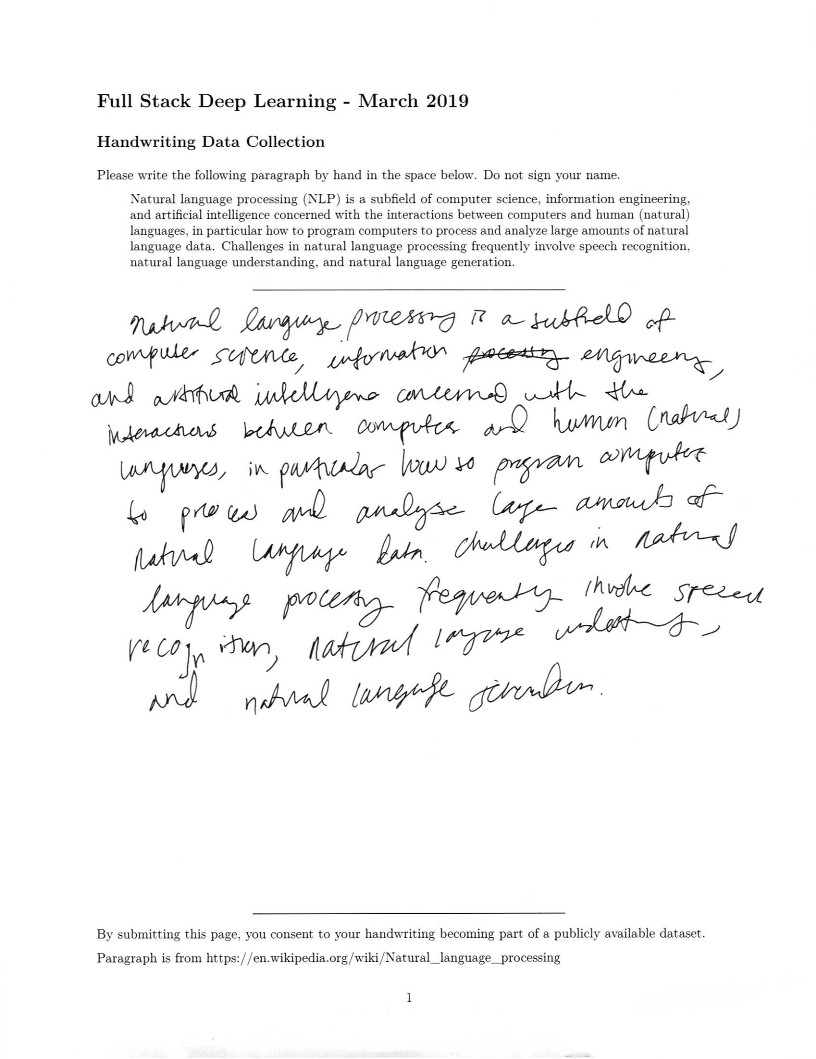 Full Stack Deep Learning - March 2019
Handwriting Data Collection
Please write the following paragraph by hand in the space below. Do not sign your name.
Natural language processing (NLP) is a subfield of computer science, information engineering,
and artificial intelligence concerned with the interactions between computers and human (natural)
languages, in particular how to program computers to process and analyze large amounts of natural
language data. Challenges in natural language processing frequently involve speech recognition,
natural language understanding, and natural language generation.
Natural language processing is a subfield of
computer science, information processing engineering,
and artificial intelligence concerned with the
interactions between computers and human (natural)
languages, in particular how to program computer
to process and analyse large amounts of
natural language data. Challenges in natural
language processing frequently involve speech
recognition, natural language understanding,
and natural language generation.
By submitting this page, you consent to your handwriting becoming part of a publicly available dataset.
Paragraph is from https://en.wikipedia.org/wiki/Natural_language_processing
1